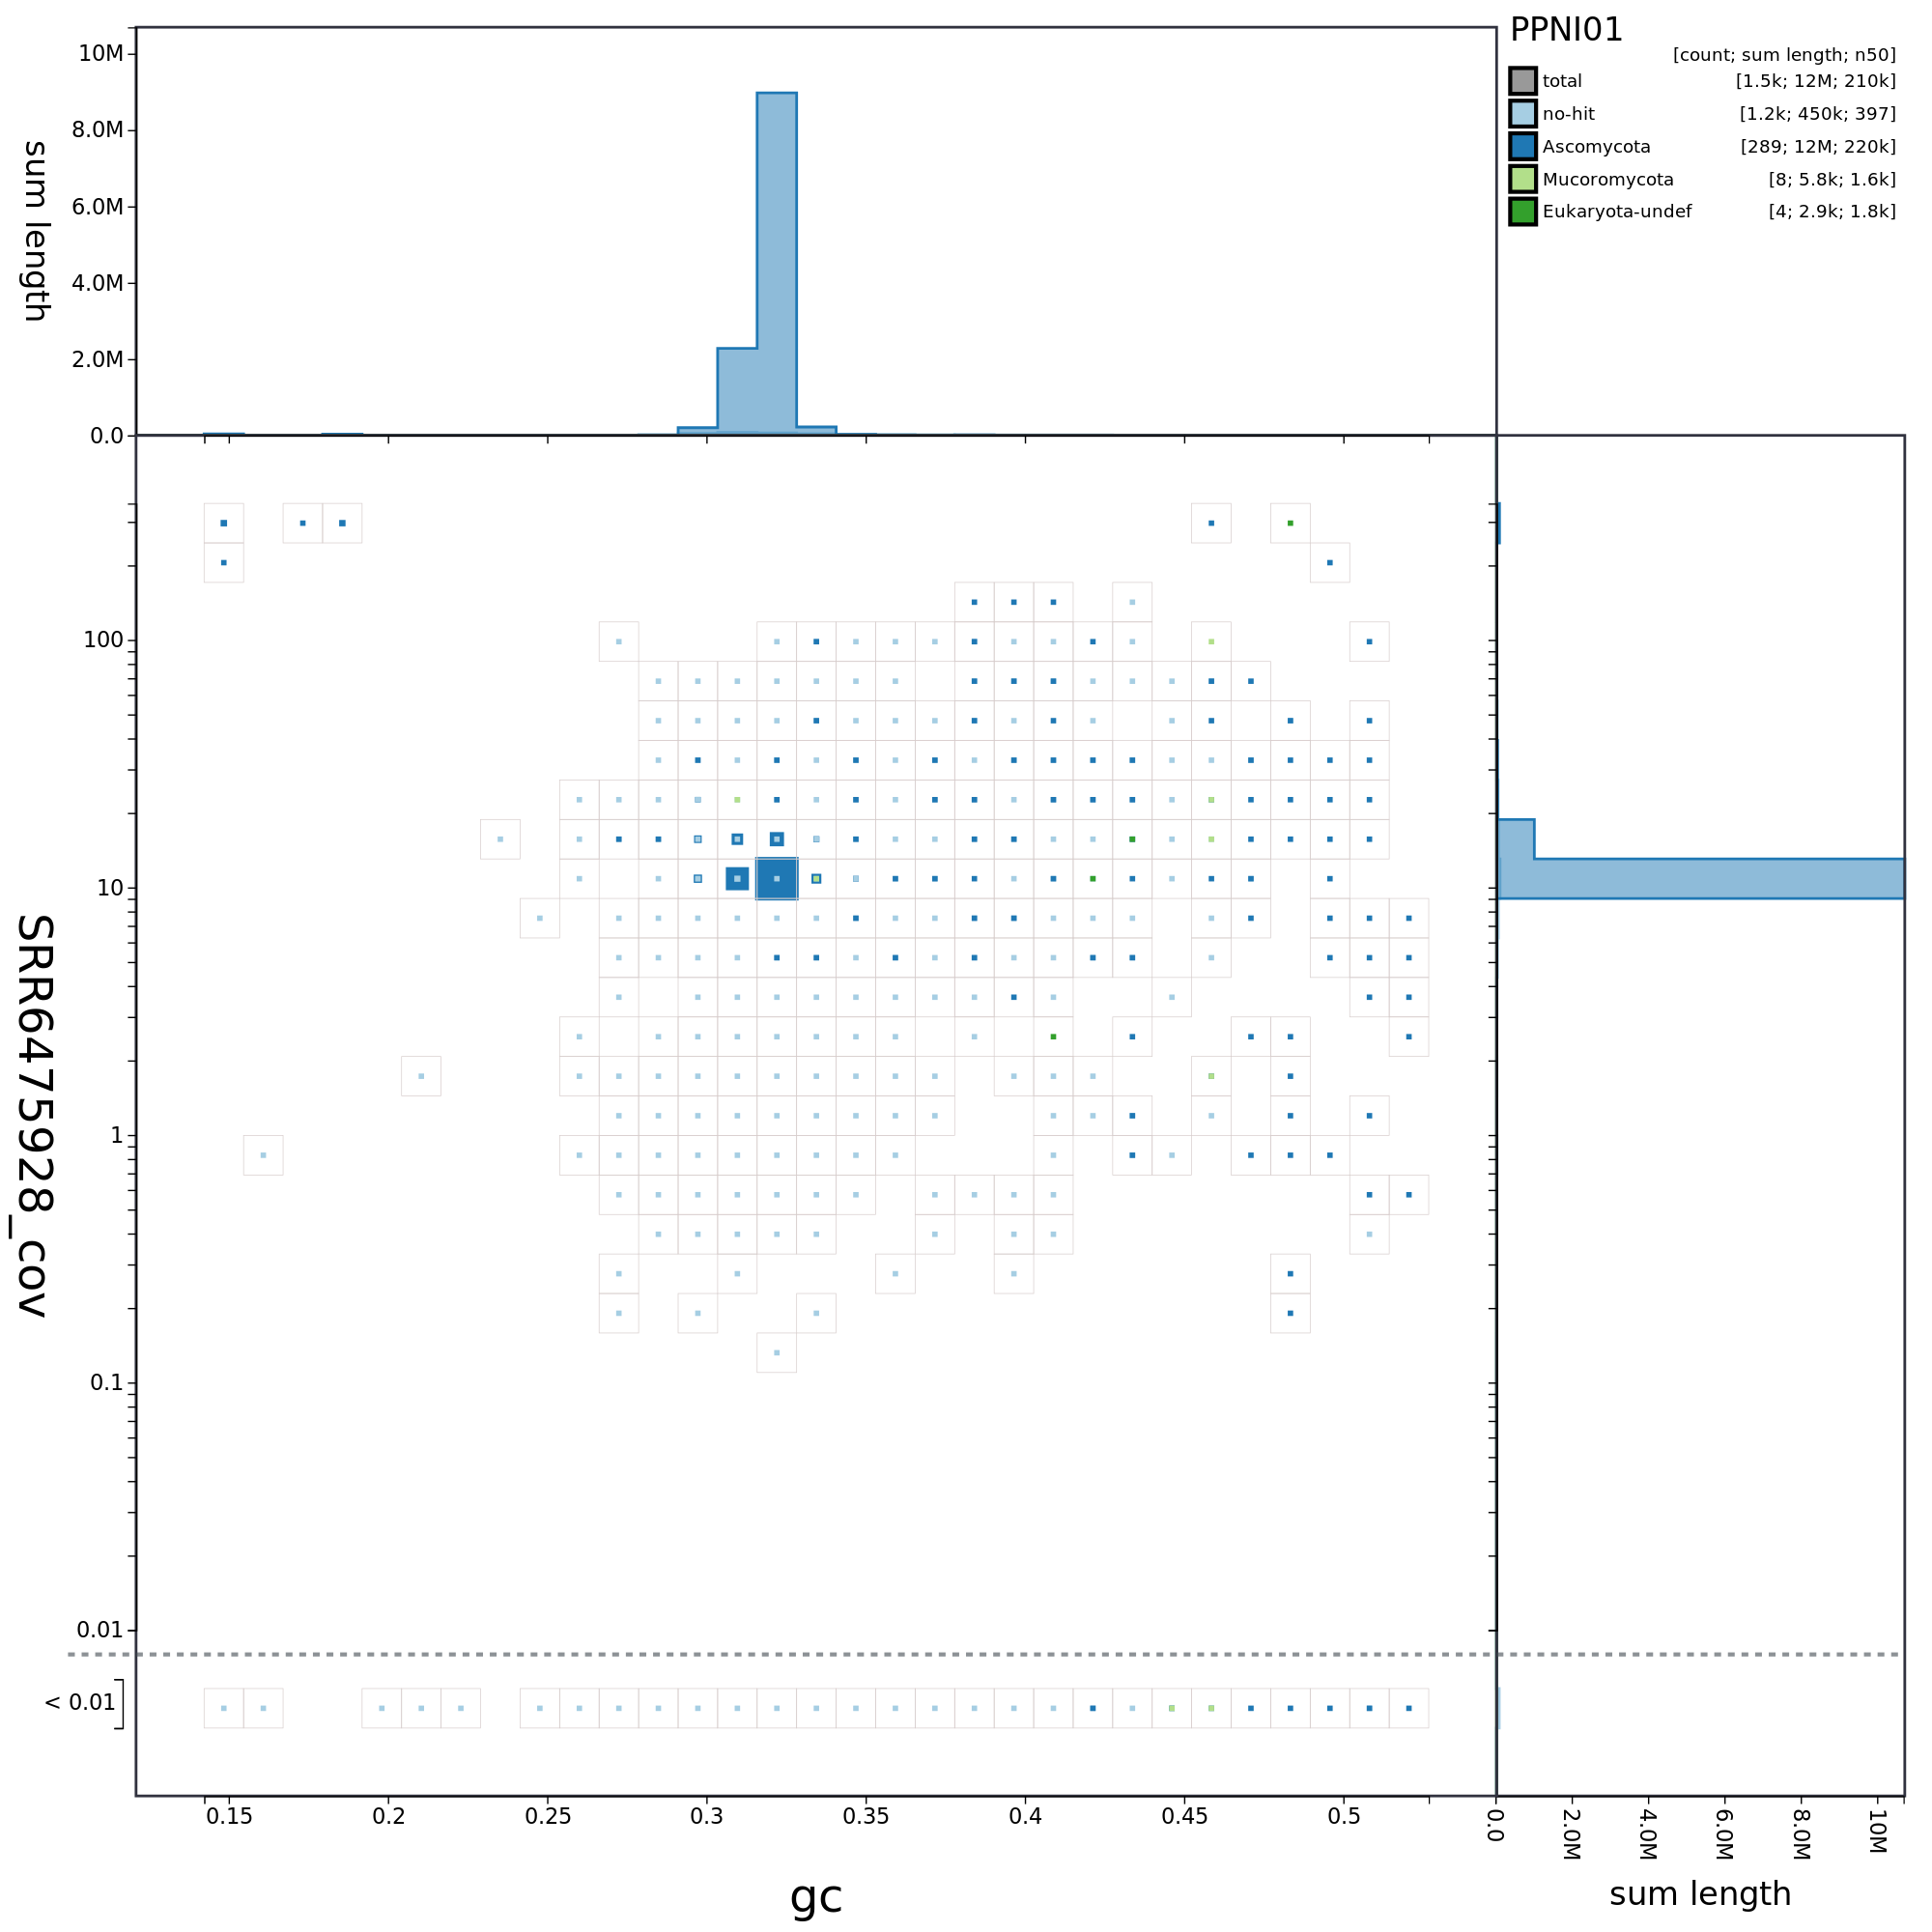 PPNI01
[count; sum length; n50]
total [1.5k; 12M; 210k]
no-hit [1.2k; 450k; 397]
Ascomycota [289; 12M; 220k]
Mucoromycota [8; 5.8k; 1.6k]
Eukaryota-undef [4; 2.9k; 1.8k]
sum length
10M
8.0M
6.0M
4.0M
2.0M
0.0
SRR6475928_cov
100
10
1
0.1
0.01
< 0.01
0.15 0.2 0.25 0.3 0.35 0.4 0.45 0.5
gc
0.0 2.0M 4.0M 6.0M 8.0M 10M
sum length